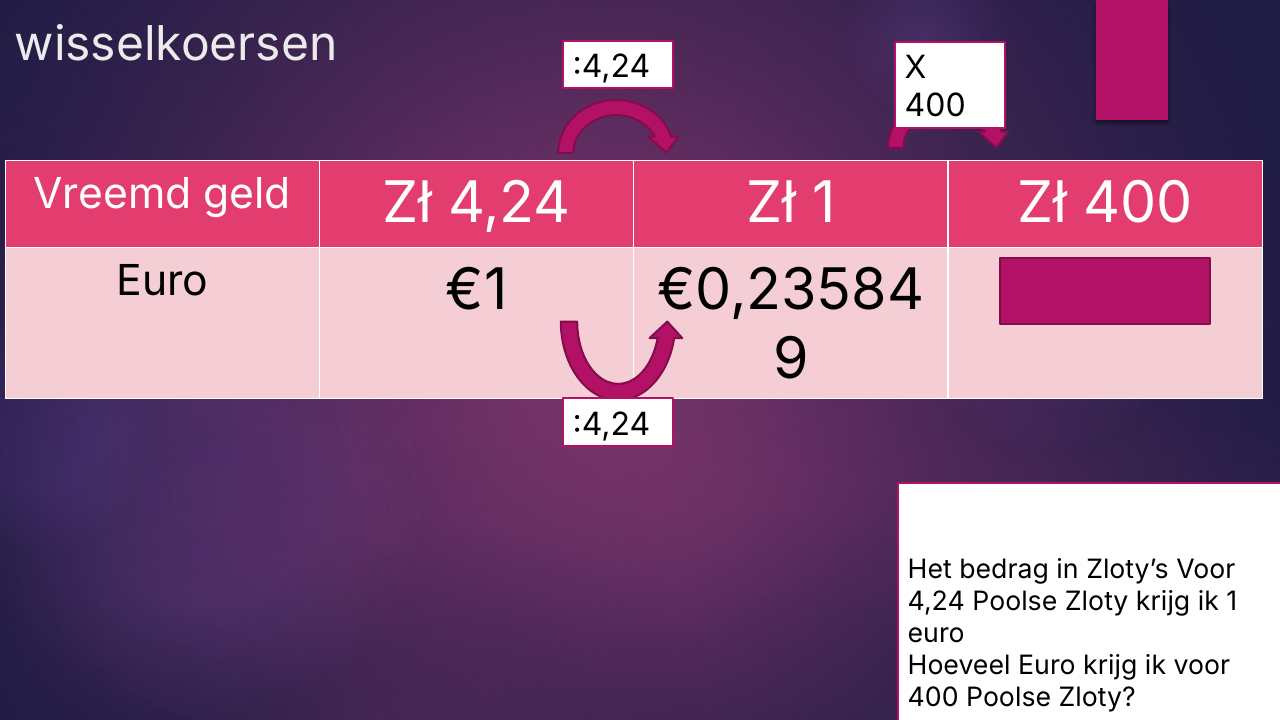 wisselkoersen
:4,24
X
400
Vreemd geld
Zł 4,24
Zł 1
Zł 400
Euro
€1
€0,23584
9
:4,24
Het bedrag in Zloty’s Voor
4,24 Poolse Zloty krijg ik 1
euro
Hoeveel Euro krijg ik voor
400 Poolse Zloty?